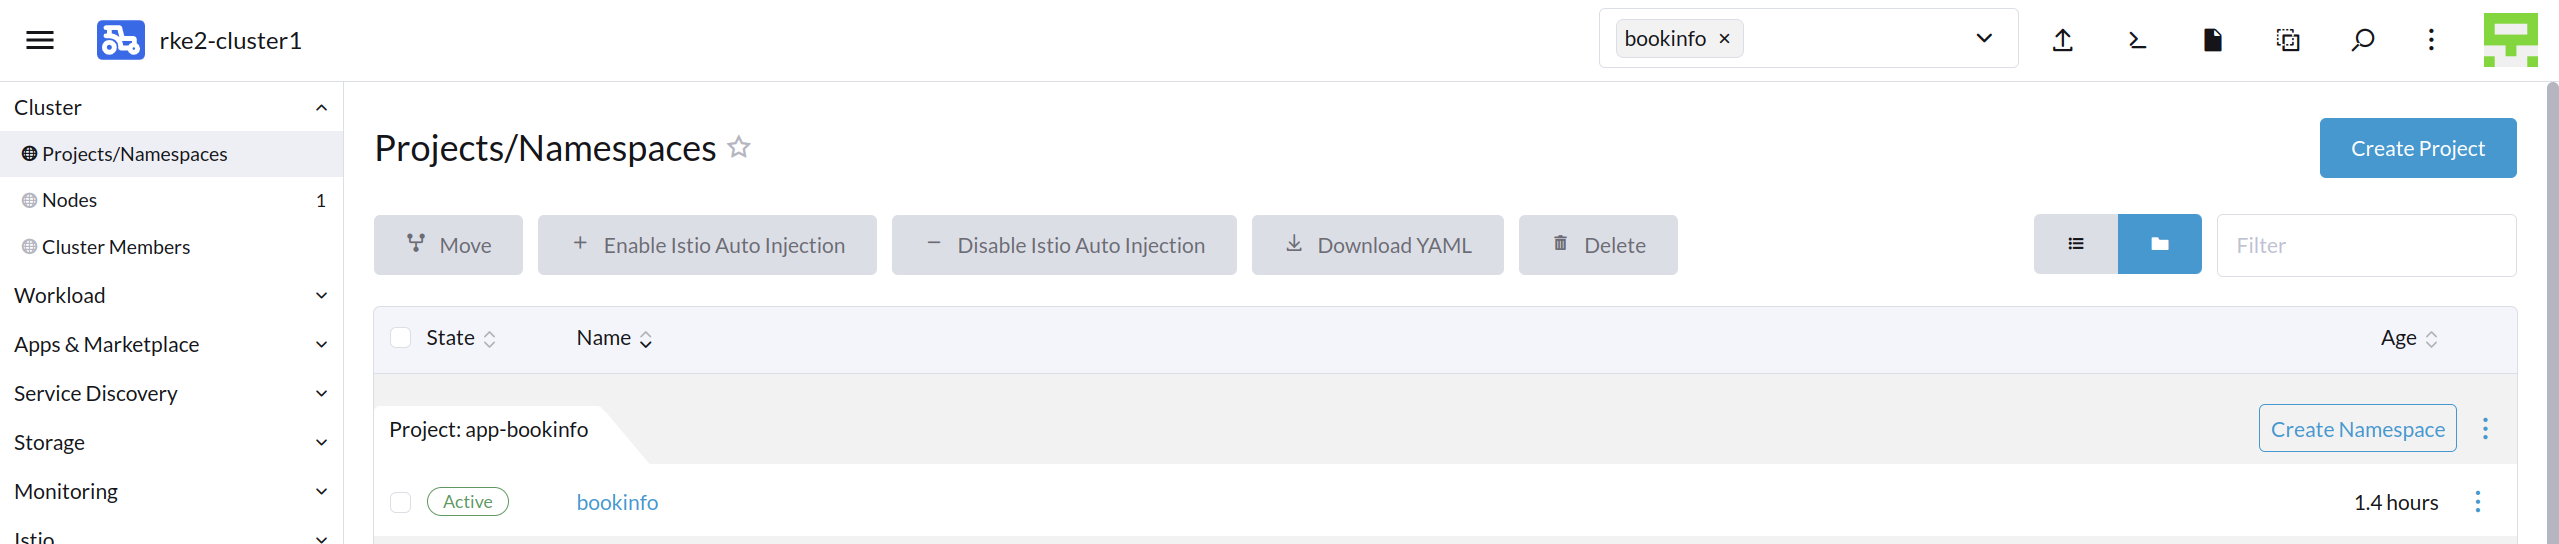 rke2-cluster1
bookinfo ×
Cluster
Projects/Namespaces
Nodes 1
Cluster Members
Workload
Apps & Marketplace
Service Discovery
Storage
Monitoring
Istio
Projects/Namespaces
Create Project
Move
Enable Istio Auto Injection
Disable Istio Auto Injection
Download YAML
Delete
Filter
State Name Age
Project: app-bookinfo
Create Namespace
Active bookinfo 1.4 hours